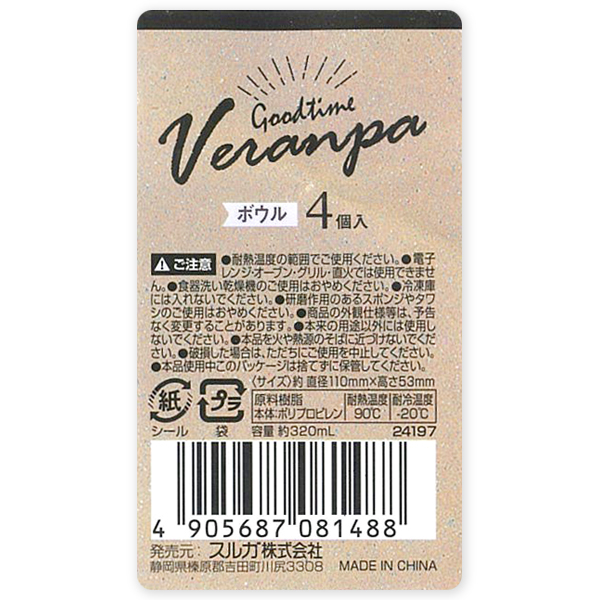 Goodtime
Veranpa
ボウル 4個入
ご注意 ●耐熱温度の範囲でご使用ください。●電子
レンジ・オーブン・グリル・直火では使用できませ
ん。●食器洗い乾燥機のご使用はおやめください。●冷凍庫
には入れないでください。●研磨作用のあるスポンジやタワ
シのご使用はおやめください。●商品の外観仕様等は、予告
なく変更することがあります。●本来の用途以外には使用し
ないでください。●本品を火や熱源のそばに近づけないでくだ
さい。●破損した場合は、ただちにご使用を中止してください。
●本品使用中このパッケージは捨てずに保管してください。
〈サイズ〉約 直径110mm×高さ53mm
紙 プラ 原料樹脂 耐熱温度 耐冷温度
本体:ポリプロピレン 90℃ -20℃
シール 袋 容量 約320mL 24197
4 905687 081488
発売元: スルガ株式会社
静岡県榛原郡吉田町川尻3308 MADE IN CHINA